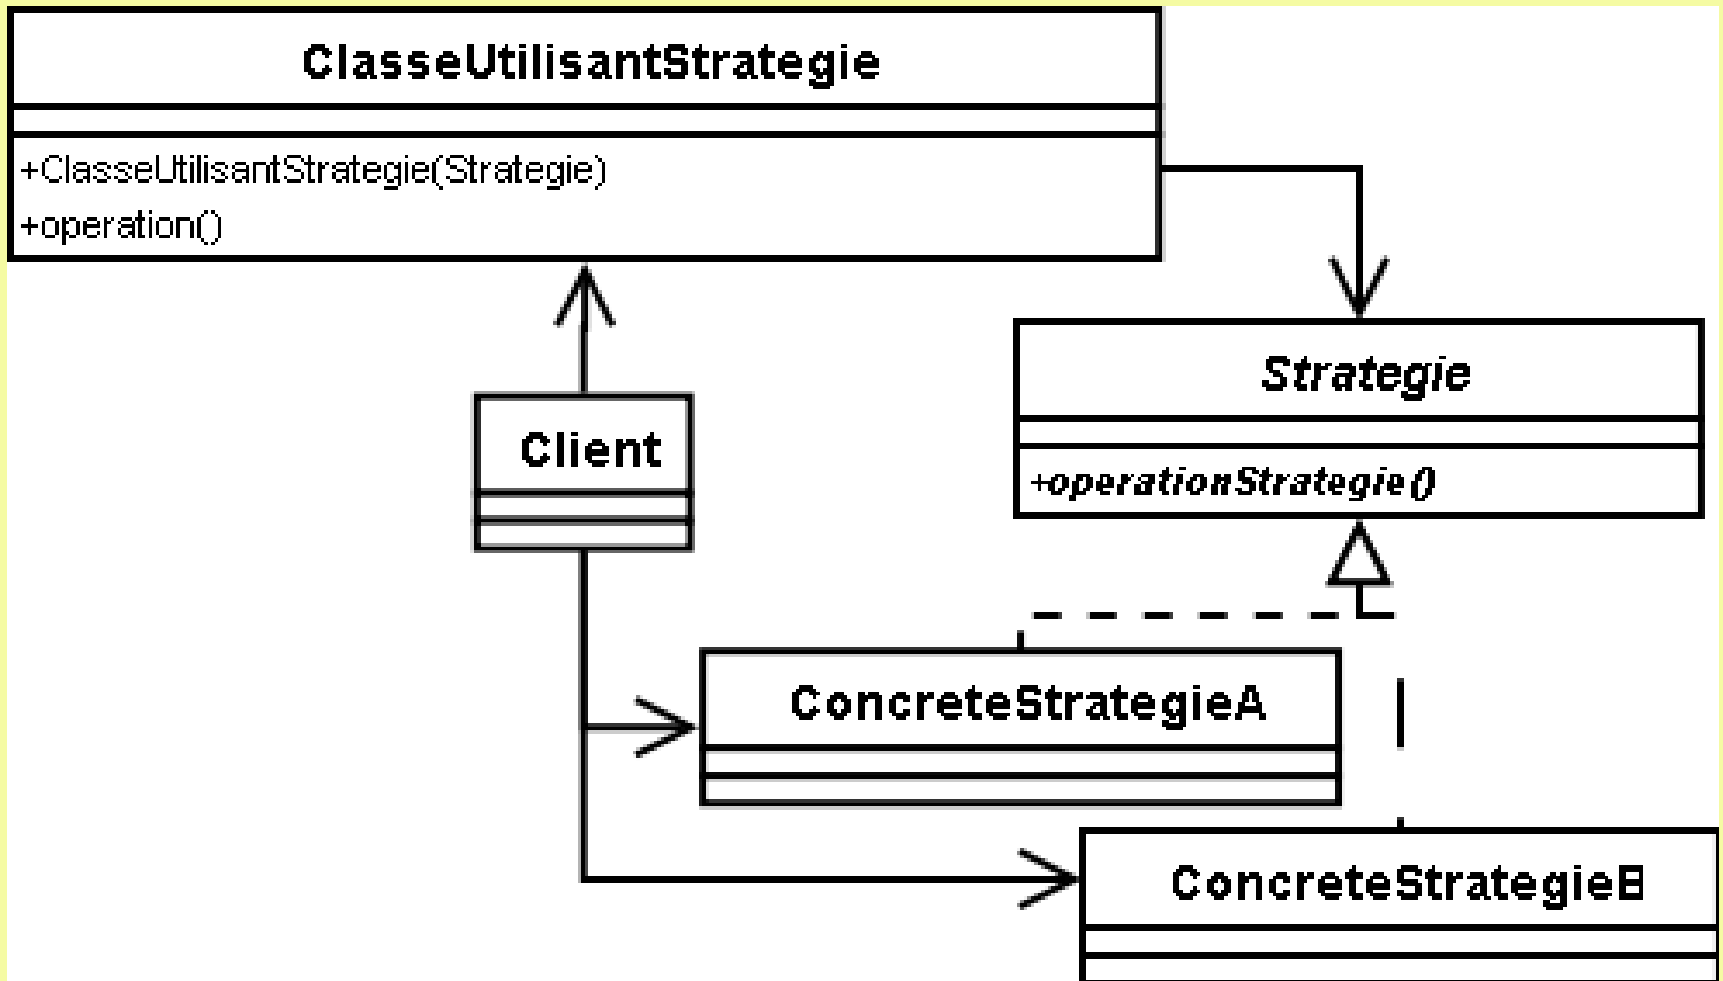 ClasseUtilisantStrategie
+ClasseUtilisantStrategie(Strategie)
+operation()
Strategie
+operationStrategie()
Client
ConcreteStrategieA
ConcreteStrategieB